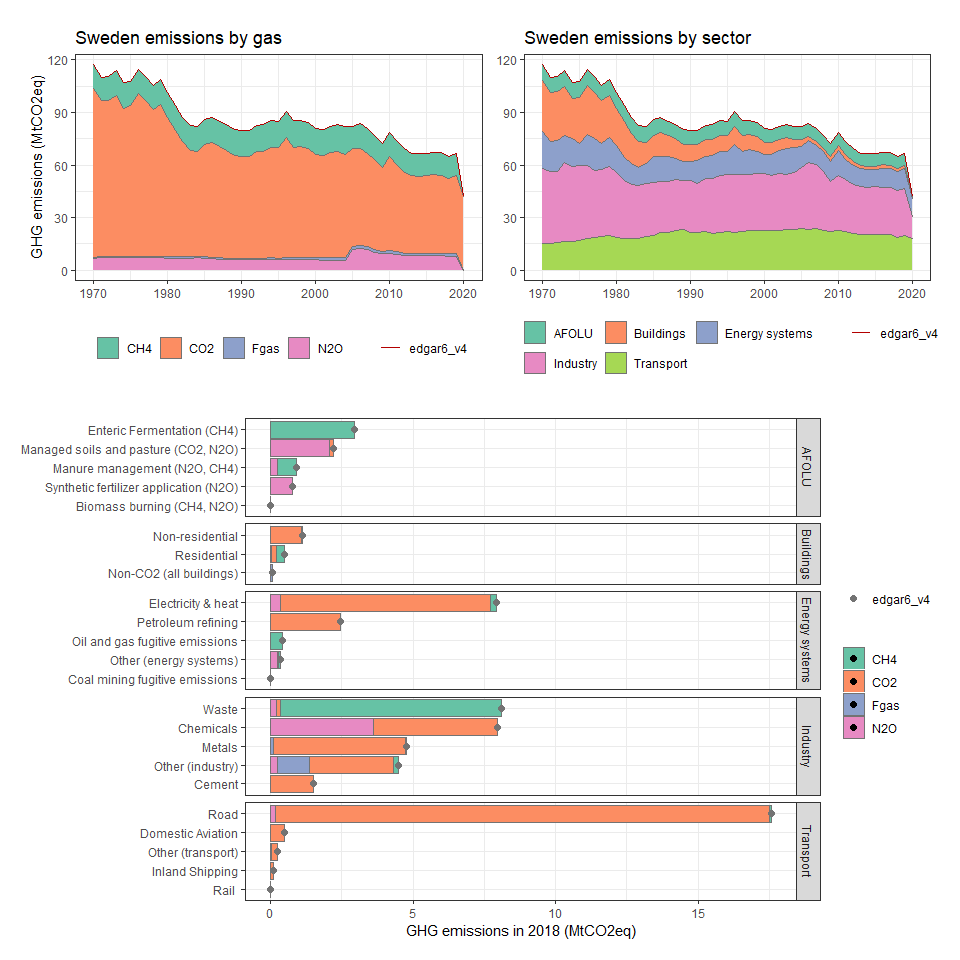 Sweden emissions by gas
GHG emissions (MtCO2eq)
120
90
60
30
0
1970
1980
1990
2000
2010
2020
CH4
CO2
Fgas
N2O
edgar6_v4
Sweden emissions by sector
120
90
60
30
0
1970
1980
1990
2000
2010
2020
AFOLU
Buildings
Energy systems
Industry
Transport
edgar6_v4
Enteric Fermentation (CH4)
Managed soils and pasture (CO2, N2O)
Manure management (N2O, CH4)
Synthetic fertilizer application (N2O)
Biomass burning (CH4, N2O)
AFOLU
Non-residential
Residential
Non-CO2 (all buildings)
Buildings
Electricity & heat
Petroleum refining
Oil and gas fugitive emissions
Other (energy systems)
Coal mining fugitive emissions
Energy systems
Waste
Chemicals
Metals
Other (industry)
Cement
Industry
Road
Domestic Aviation
Other (transport)
Inland Shipping
Rail
Transport
0
5
10
15
GHG emissions in 2018 (MtCO2eq)
edgar6_v4
CH4
CO2
Fgas
N2O